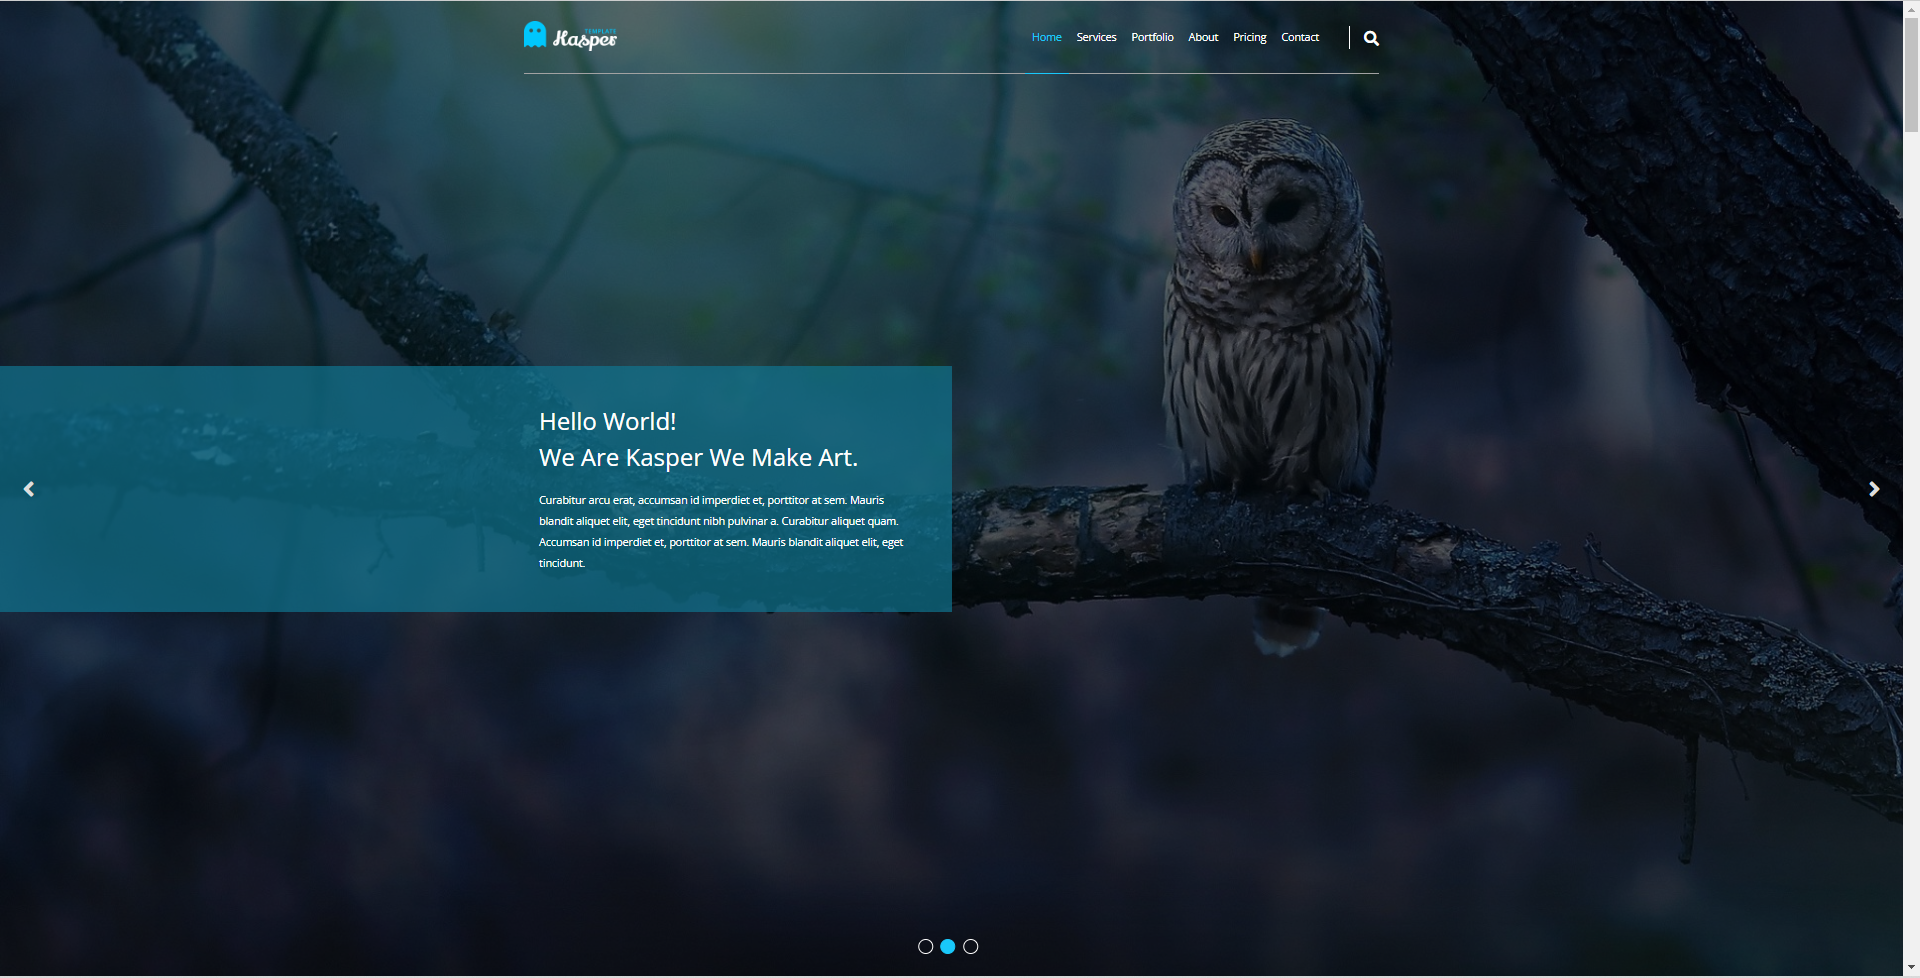 TEMPLATE
Kasper
Home Services Portfolio About Pricing Contact
Hello World!
We Are Kasper We Make Art.
Curabitur arcu erat, accumsan id imperdiet et, porttitor at sem. Mauris
blandit aliquet elit, eget tincidunt nibh pulvinar a. Curabitur aliquet quam.
Accumsan id imperdiet et, porttitor at sem. Mauris blandit aliquet elit, eget
tincidunt.